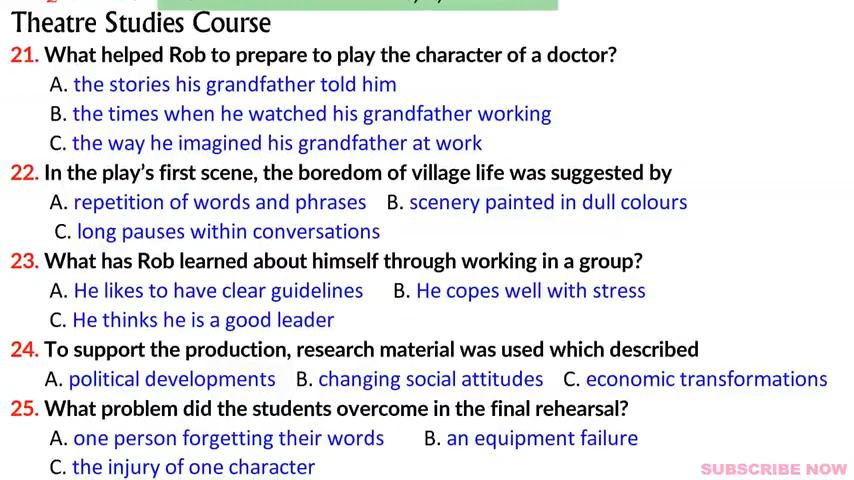 2
Theatre Studies Course
21. What helped Rob to prepare to play the character of a doctor?
A. the stories his grandfather told him
B. the times when he watched his grandfather working
C. the way he imagined his grandfather at work
22. In the play's first scene, the boredom of village life was suggested by
A. repetition of words and phrases B. scenery painted in dull colours
C. long pauses within conversations
23. What has Rob learned about himself through working in a group?
A. He likes to have clear guidelines B. He copes well with stress
C. He thinks he is a good leader
24. To support the production, research material was used which described
A. political developments B. changing social attitudes C. economic transformations
25. What problem did the students overcome in the final rehearsal?
A. one person forgetting their words B. an equipment failure
C. the injury of one character
SUBSCRIBE NOW